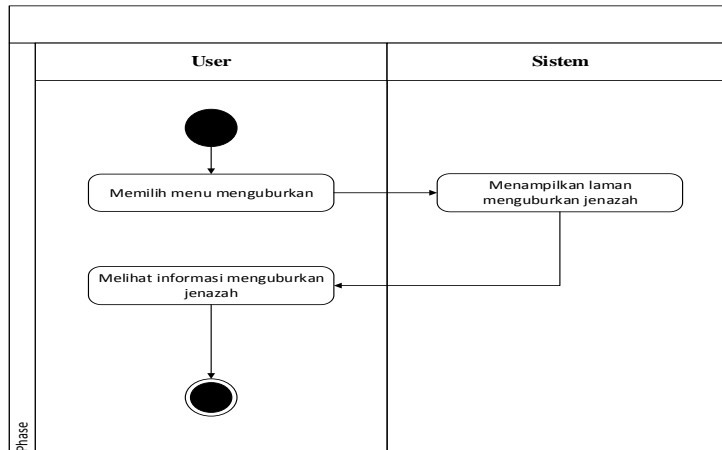 User
Sistem
Memilih menu menguburkan
Menampilkan laman
menguburkan jenazah
Melihat informasi menguburkan
jenazah
Phase